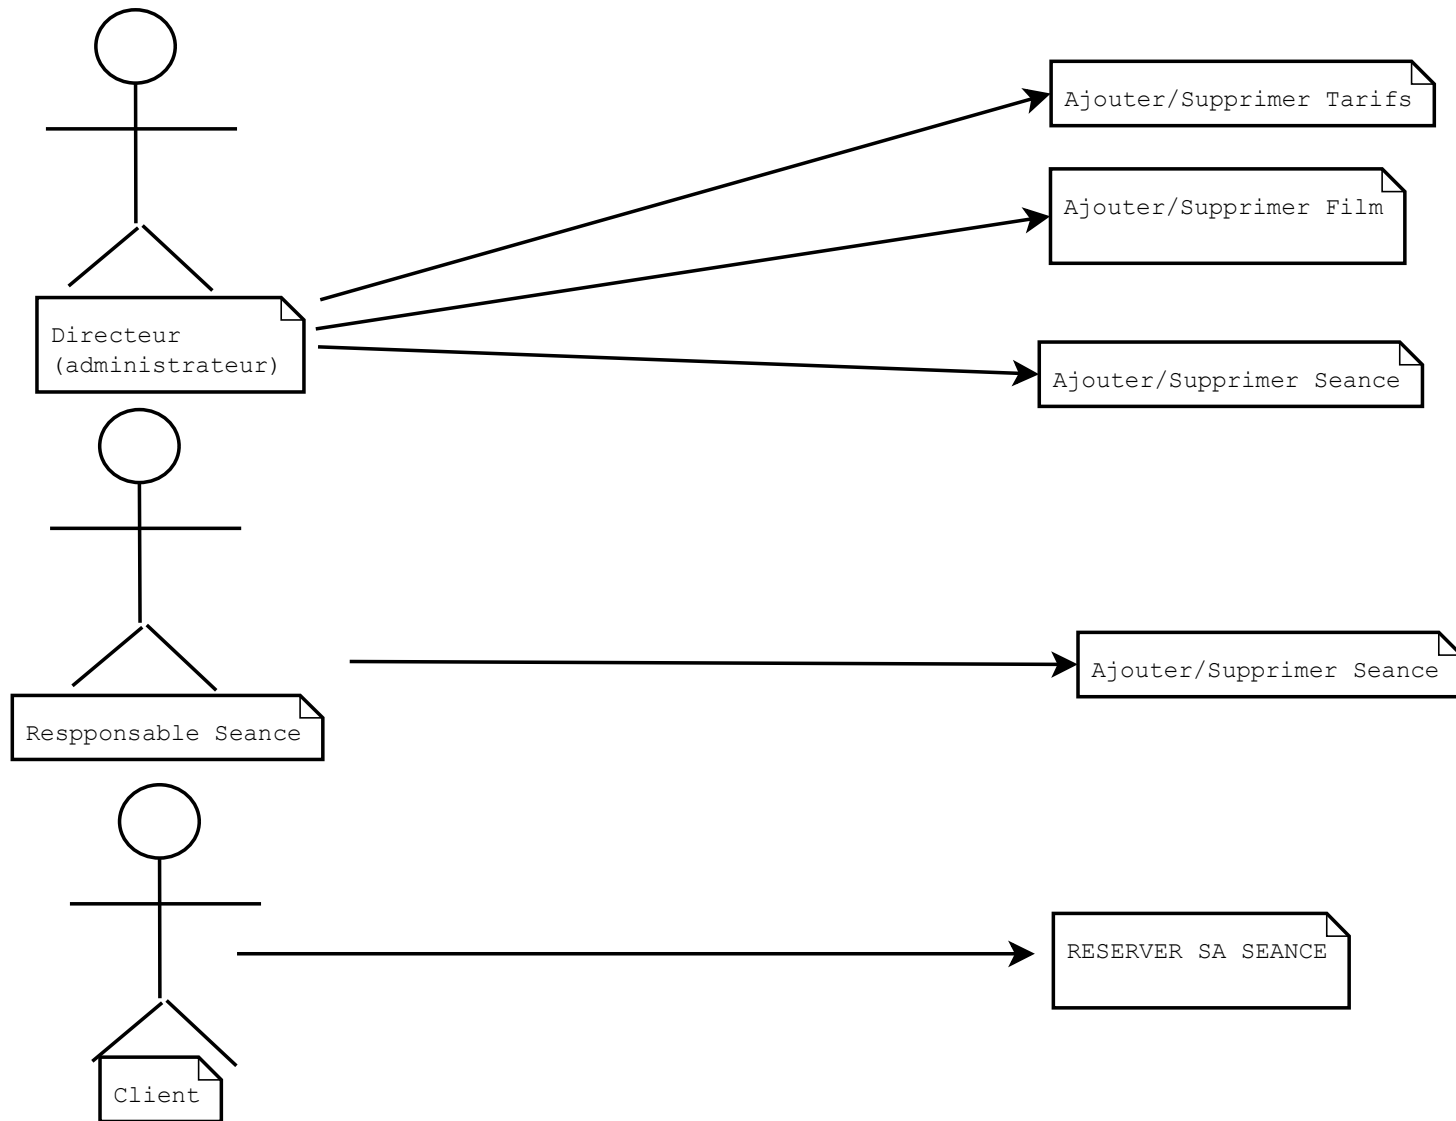 Ajouter/Supprimer Tarifs
Ajouter/Supprimer Film
Directeur
(administrateur)
Ajouter/Supprimer Seance
Respponsable Seance
Ajouter/Supprimer Seance
RESERVER SA SEANCE
Client